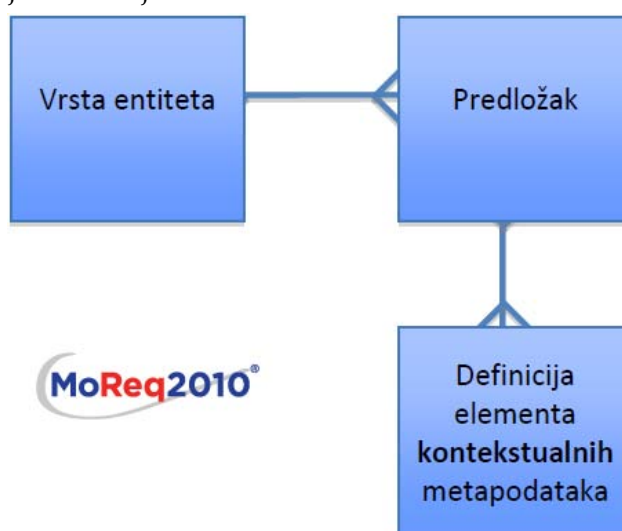 Vrsta entiteta
Predložak
MoReq2010®
Definicija
elementa
kontekstualnih
metapodataka